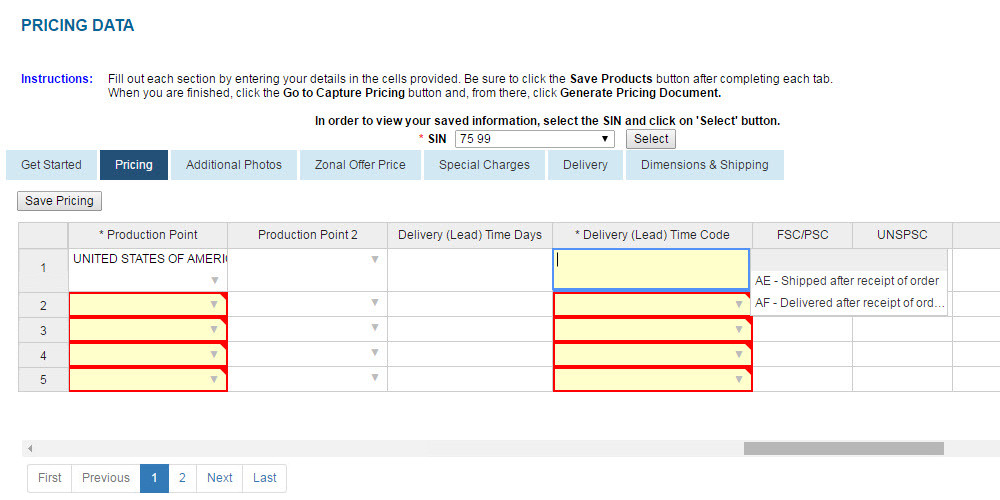 PRICING DATA
Instructions: Fill out each section by entering your details in the cells provided. Be sure to click the Save Products button after completing each tab.
When you are finished, click the Go to Capture Pricing button and, from there, click Generate Pricing Document.
In order to view your saved information, select the SIN and click on 'Select' button.
* SIN 75 99 Select
Get Started Pricing Additional Photos Zonal Offer Price Special Charges Delivery Dimensions & Shipping
Save Pricing
* Production Point Production Point 2 Delivery (Lead) Time Days * Delivery (Lead) Time Code FSC/PSC UNSPSC
1 UNITED STATES OF AMERI
AE - Shipped after receipt of order
2 AF - Delivered after receipt of ord...
3
4
5
First Previous 1 2 Next Last